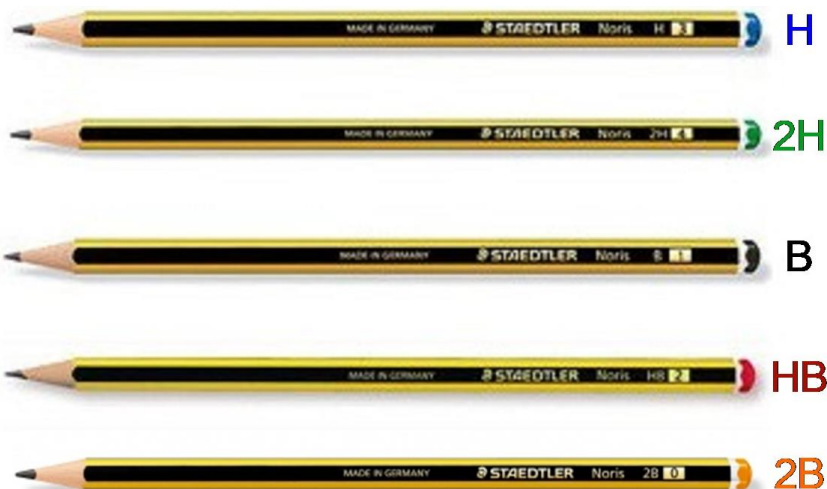 MADE IN GERMANY STAEDTLER Noris H 3 H
MADE IN GERMANY STAEDTLER Noris 2H 4 2H
MADE IN GERMANY STAEDTLER Noris B 1 B
MADE IN GERMANY STAEDTLER Noris HB 2 HB
MADE IN GERMANY STAEDTLER Noris 2B 0 2B